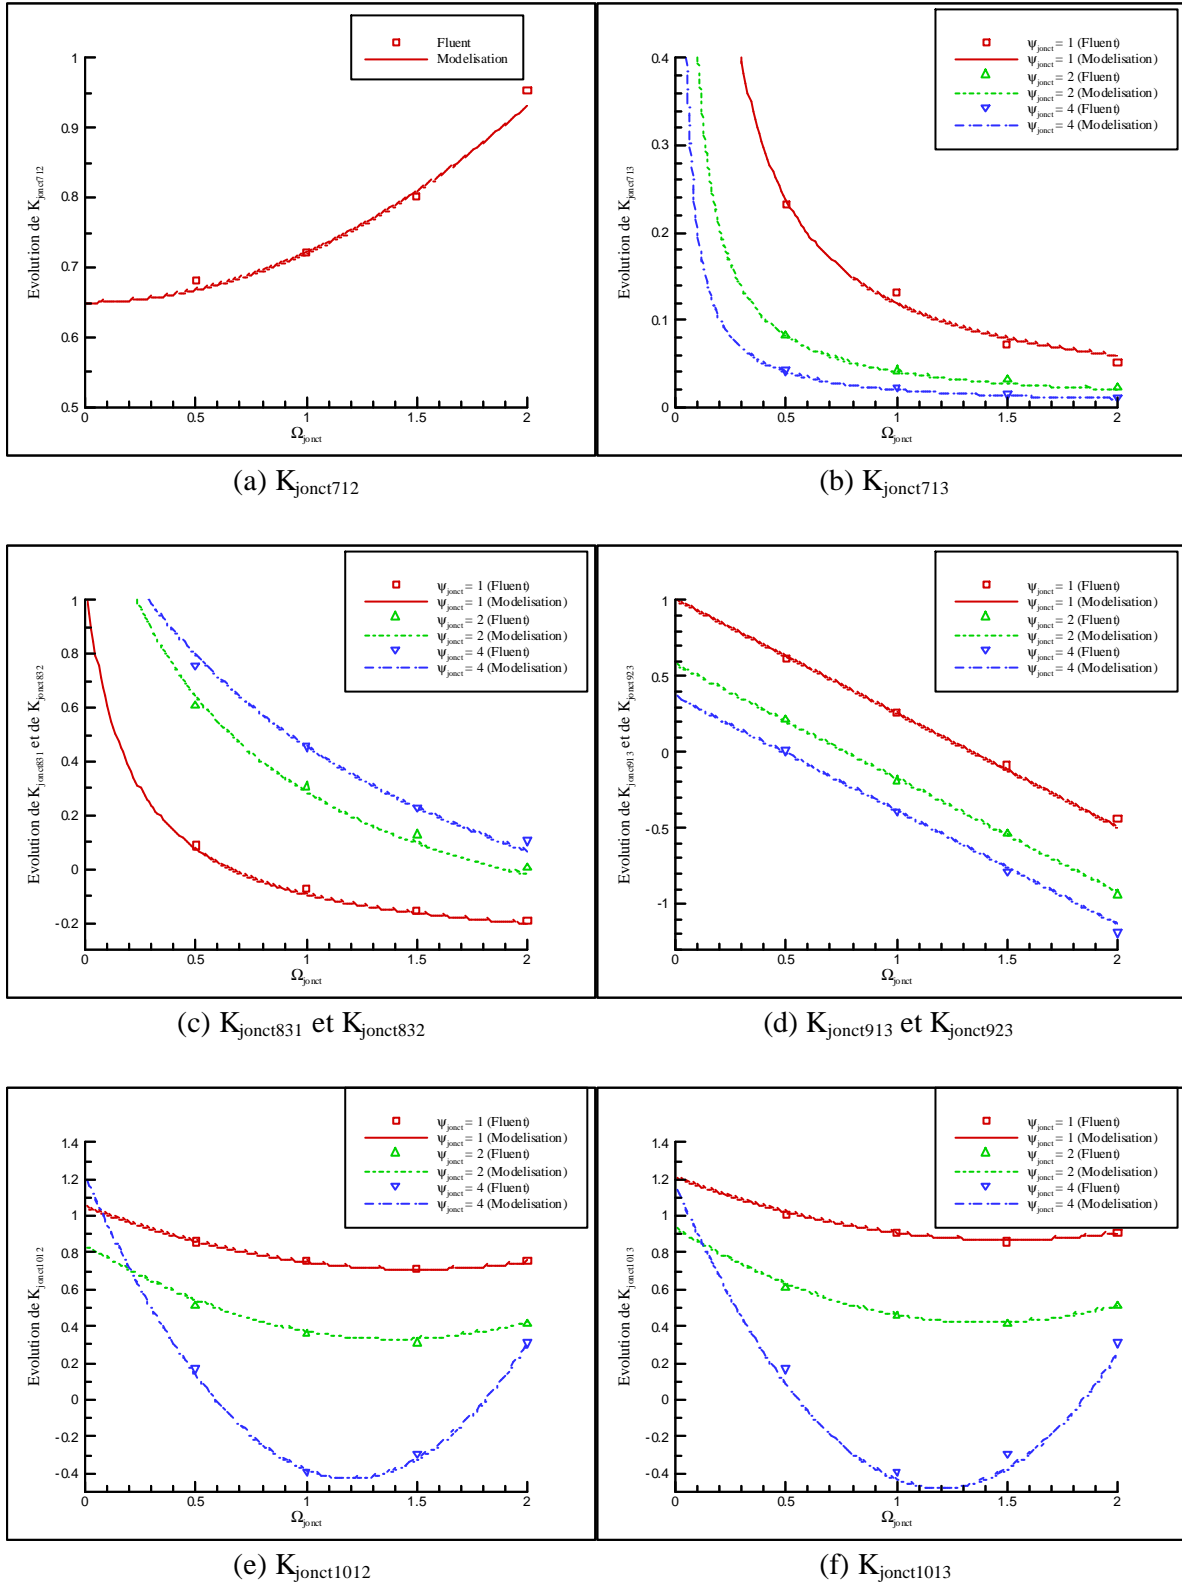 Fluent
Modelisation
Evolution de K_jonct712
1
0.9
0.8
0.7
0.6
0.5
0 0.5 1 1.5 2
Ω_jonct
(a) K_jonct712
ψ_jonct = 1 (Fluent)
ψ_jonct = 1 (Modelisation)
ψ_jonct = 2 (Fluent)
ψ_jonct = 2 (Modelisation)
ψ_jonct = 4 (Fluent)
ψ_jonct = 4 (Modelisation)
Evolution de K_jonct713
0.4
0.3
0.2
0.1
0
0 0.5 1 1.5 2
Ω_jonct
(b) K_jonct713
ψ_jonct = 1 (Fluent)
ψ_jonct = 1 (Modelisation)
ψ_jonct = 2 (Fluent)
ψ_jonct = 2 (Modelisation)
ψ_jonct = 4 (Fluent)
ψ_jonct = 4 (Modelisation)
Evolution de K_jonct831 et de K_jonct832
1
0.8
0.6
0.4
0.2
0
-0.2
0 0.5 1 1.5 2
Ω_jonct
(c) K_jonct831 et K_jonct832
ψ_jonct = 1 (Fluent)
ψ_jonct = 1 (Modelisation)
ψ_jonct = 2 (Fluent)
ψ_jonct = 2 (Modelisation)
ψ_jonct = 4 (Fluent)
ψ_jonct = 4 (Modelisation)
Evolution de K_jonct913 et de K_jonct923
1
0.5
0
-0.5
-1
0 0.5 1 1.5 2
Ω_jonct
(d) K_jonct913 et K_jonct923
ψ_jonct = 1 (Fluent)
ψ_jonct = 1 (Modelisation)
ψ_jonct = 2 (Fluent)
ψ_jonct = 2 (Modelisation)
ψ_jonct = 4 (Fluent)
ψ_jonct = 4 (Modelisation)
Evolution de K_jonct1012
1.4
1.2
1
0.8
0.6
0.4
0.2
0
-0.2
-0.4
0 0.5 1 1.5 2
Ω_jonct
(e) K_jonct1012
ψ_jonct = 1 (Fluent)
ψ_jonct = 1 (Modelisation)
ψ_jonct = 2 (Fluent)
ψ_jonct = 2 (Modelisation)
ψ_jonct = 4 (Fluent)
ψ_jonct = 4 (Modelisation)
Evolution de K_jonct1013
1.4
1.2
1
0.8
0.6
0.4
0.2
0
-0.2
-0.4
0 0.5 1 1.5 2
Ω_jonct
(f) K_jonct1013